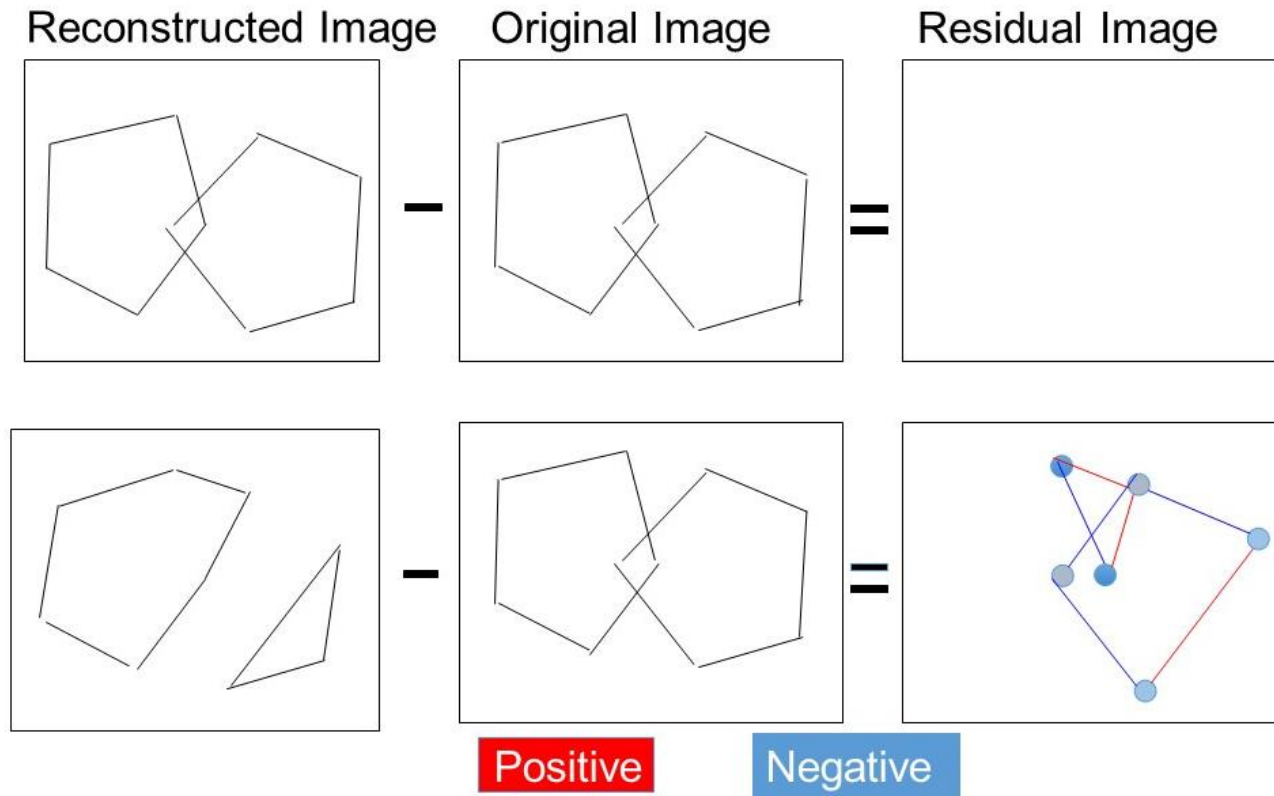 Reconstructed Image
Original Image
Residual Image
Positive
Negative